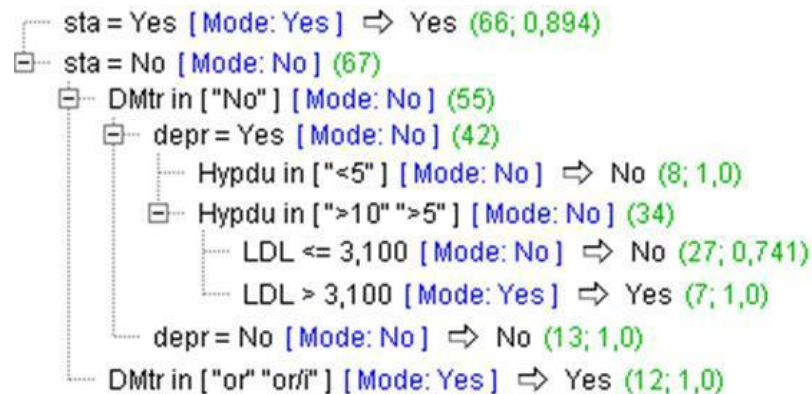 sta = Yes [Mode: Yes] ⇨ Yes (66; 0,894)
sta = No [Mode: No] (67)
DMtr in ["No"] [Mode: No] (55)
depr = Yes [Mode: No] (42)
Hypdu in ["<5"] [Mode: No] ⇨ No (8; 1,0)
Hypdu in [">10" ">5"] [Mode: No] (34)
LDL <= 3,100 [Mode: No] ⇨ No (27; 0,741)
LDL > 3,100 [Mode: Yes] ⇨ Yes (7; 1,0)
depr = No [Mode: No] ⇨ No (13; 1,0)
DMtr in ["or" "or/i"] [Mode: Yes] ⇨ Yes (12; 1,0)